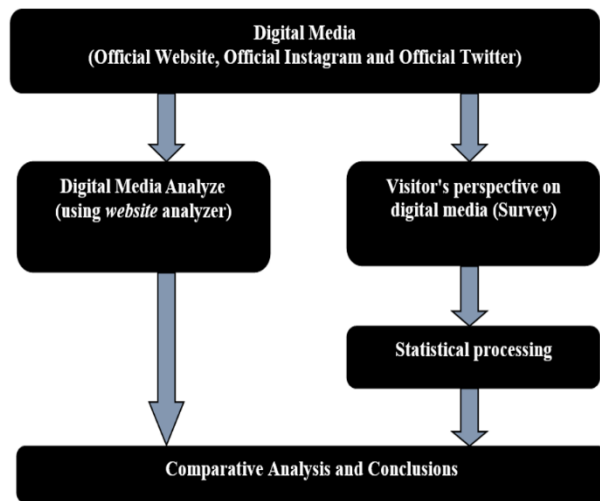 Digital Media
(Official Website, Official Instagram and Official Twitter)
Digital Media Analyze
(using website analyzer)
Visitor's perspective on
digital media (Survey)
Statistical processing
Comparative Analysis and Conclusions